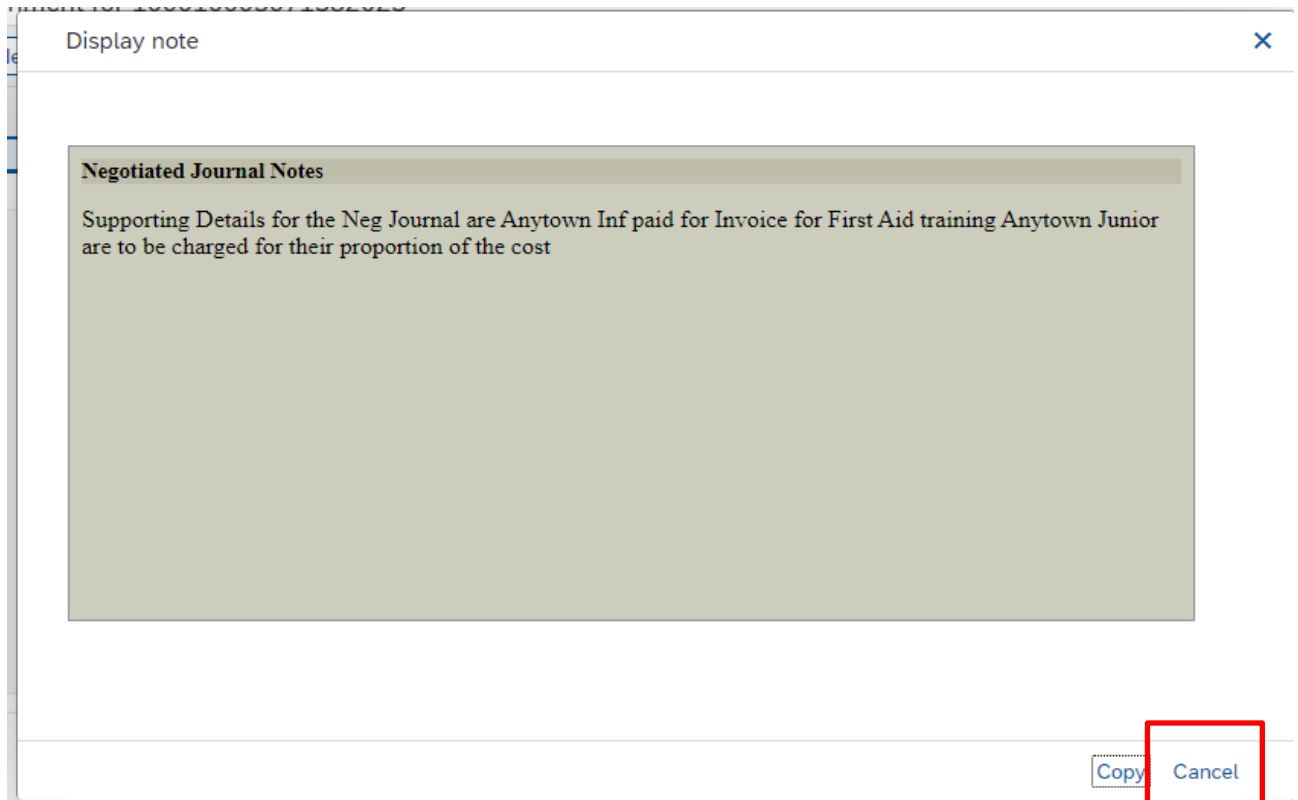 Display note
Negotiated Journal Notes
Supporting Details for the Neg Journal are Anytown Inf paid for Invoice for First Aid training Anytown Junior
are to be charged for their proportion of the cost
Copy Cancel